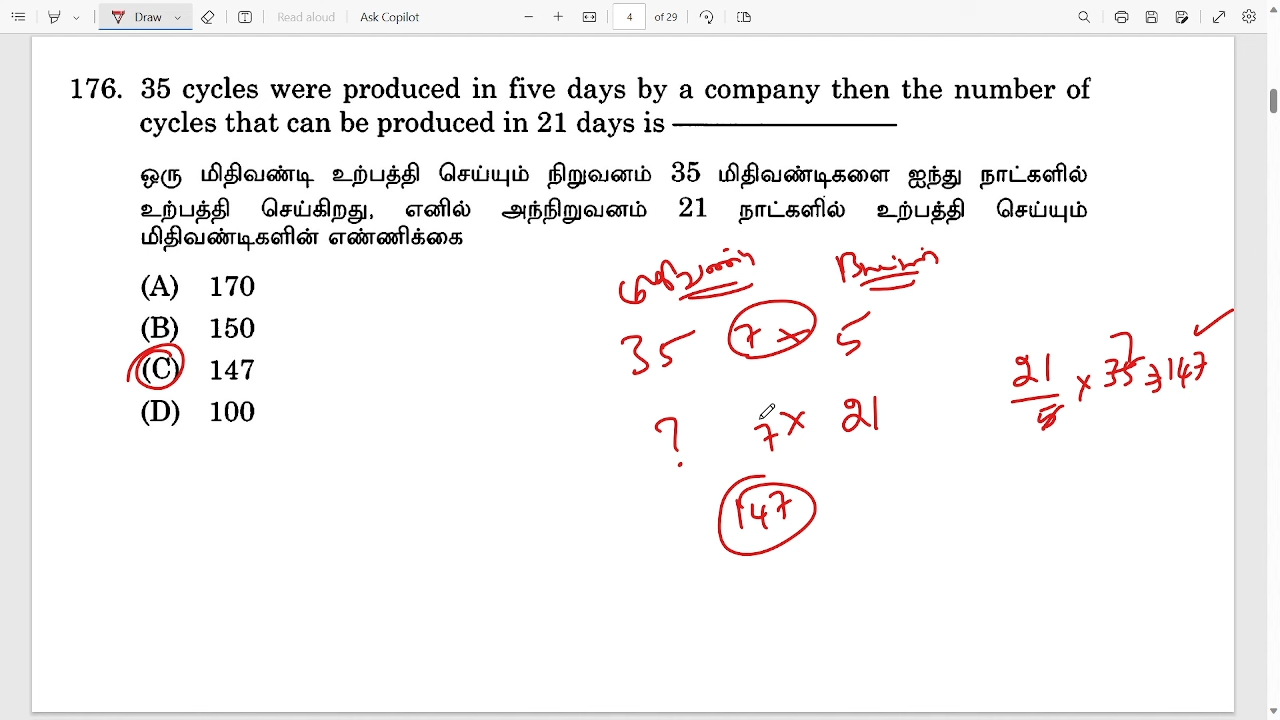 Draw
Read aloud
Ask Copilot
4 of 29
176. 35 cycles were produced in five days by a company then the number of
cycles that can be produced in 21 days is
ஒரு மிதிவண்டி உற்பத்தி செய்யும் நிறுவனம் 35 மிதிவண்டிகளை ஐந்து நாட்களில்
உற்பத்தி செய்கிறது, எனில் அந்நிறுவனம் 21 நாட்களில் உற்பத்தி செய்யும்
மிதிவண்டிகளின் எண்ணிக்கை
(A) 170
(B) 150
(C) 147
(D) 100
35 7 × 5
? 7 × 21
147
21
5
× 35 7
147